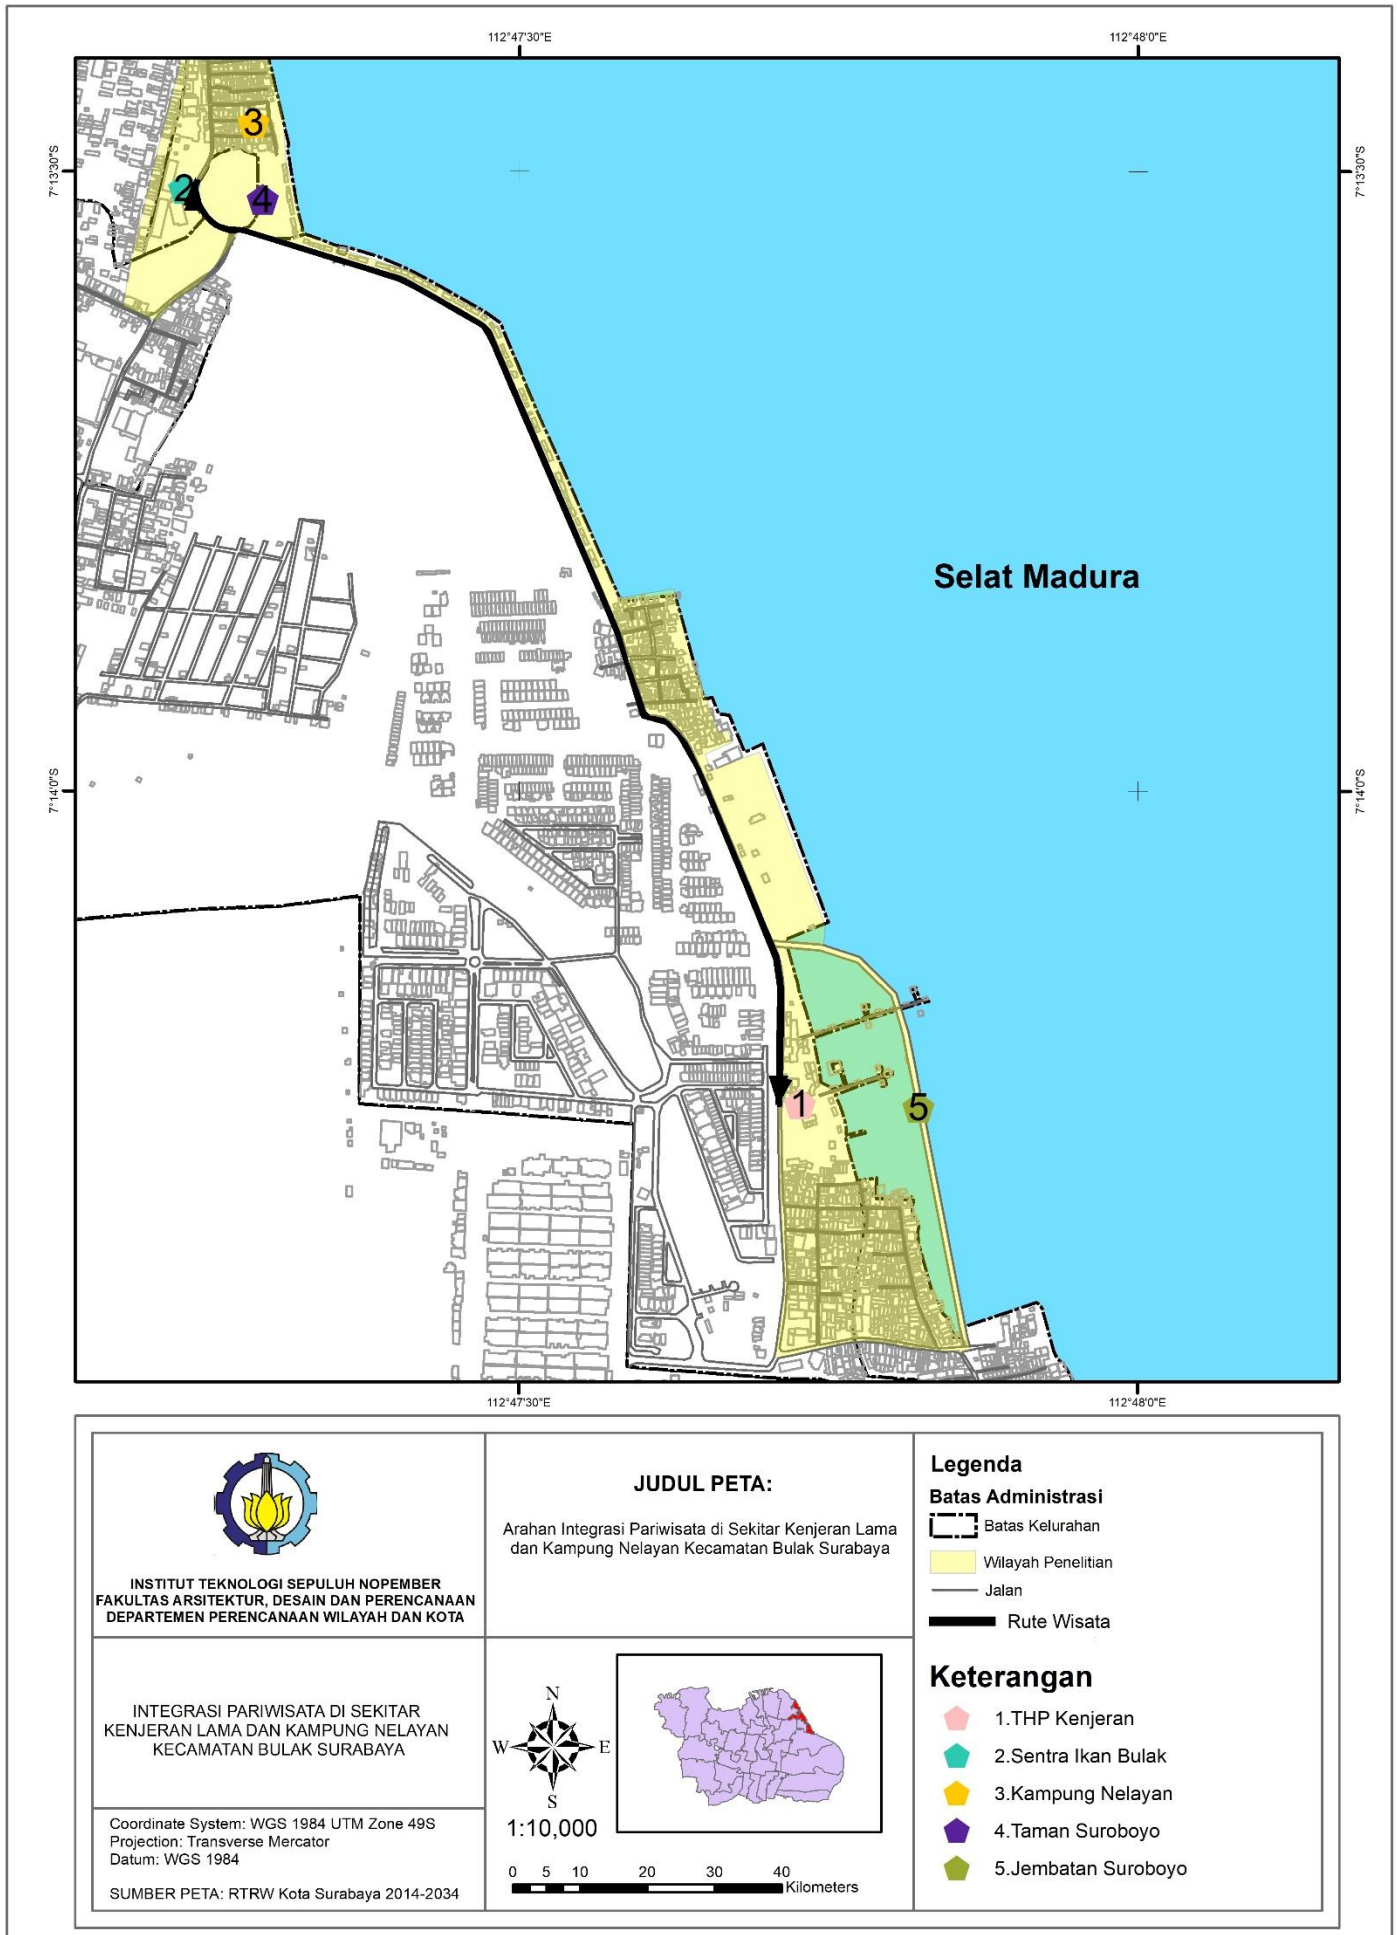 112°47'30"E
112°48'0"E
7°13'30"S
7°13'30"S
3
2
4
Selat Madura
7°14'0"S
7°14'0"S
1
5
112°47'30"E
112°48'0"E
INSTITUT TEKNOLOGI SEPULUH NOPEMBER
FAKULTAS ARSITEKTUR, DESAIN DAN PERENCANAAN
DEPARTEMEN PERENCANAAN WILAYAH DAN KOTA
JUDUL PETA:
Arahan Integrasi Pariwisata di Sekitar Kenjeran Lama
dan Kampung Nelayan Kecamatan Bulak Surabaya
Legenda
Batas Administrasi
Batas Kelurahan
Wilayah Penelitian
Jalan
Rute Wisata
INTEGRASI PARIWISATA DI SEKITAR
KENJERAN LAMA DAN KAMPUNG NELAYAN
KECAMATAN BULAK SURABAYA
N
W
E
S
1:10,000
0 5 10 20 30 40
Kilometers
Keterangan
1.THP Kenjeran
2.Sentra Ikan Bulak
3.Kampung Nelayan
4.Taman Suroboyo
5.Jembatan Suroboyo
Coordinate System: WGS 1984 UTM Zone 49S
Projection: Transverse Mercator
Datum: WGS 1984
SUMBER PETA: RTRW Kota Surabaya 2014-2034